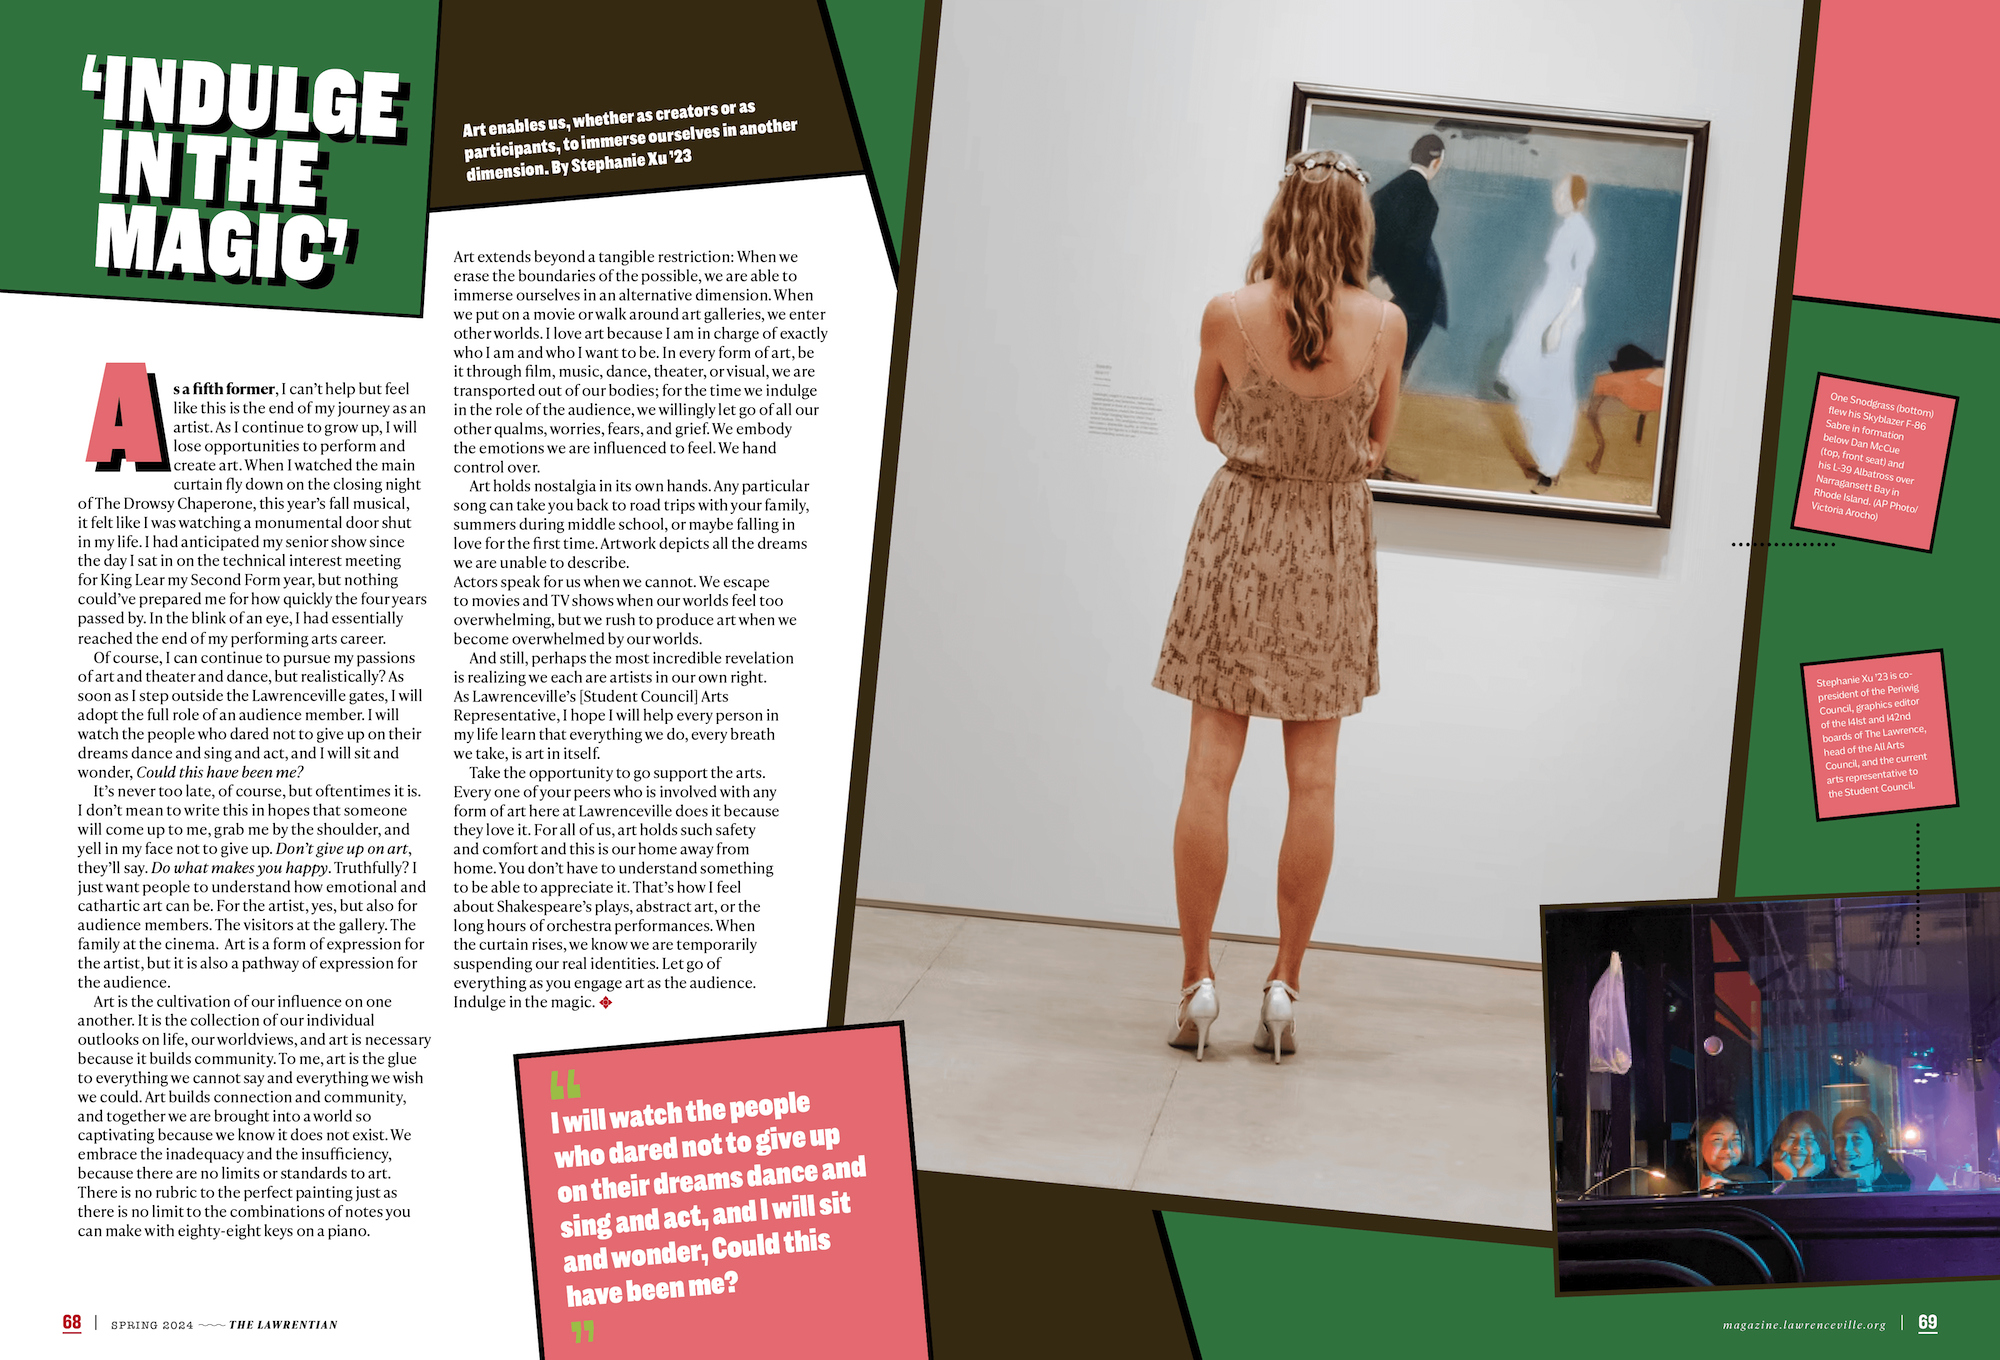 ‘INDULGE
IN THE
MAGIC’
Art enables us, whether as creators or as
participants, to immerse ourselves in another
dimension. By Stephanie Xu ’23
As a fifth former, I can’t help but feel
like this is the end of my journey as an
artist. As I continue to grow up, I will
lose opportunities to perform and
create art. When I watched the main
curtain fly down on the closing night
of The Drowsy Chaperone, this year’s fall musical,
it felt like I was watching a monumental door shut
in my life. I had anticipated my senior show since
the day I sat in on the technical interest meeting
for King Lear my Second Form year, but nothing
could’ve prepared me for how quickly the four years
passed by. In the blink of an eye, I had essentially
reached the end of my performing arts career.
Of course, I can continue to pursue my passions
of art and theater and dance, but realistically? As
soon as I step outside the Lawrenceville gates, I will
adopt the full role of an audience member. I will
watch the people who dared not to give up on their
dreams dance and sing and act, and I will sit and
wonder, Could this have been me?
It’s never too late, of course, but oftentimes it is.
I don’t mean to write this in hopes that someone
will come up to me, grab me by the shoulder, and
yell in my face not to give up. Don’t give up on art,
they’ll say. Do what makes you happy. Truthfully? I
just want people to understand how emotional and
cathartic art can be. For the artist, yes, but also for
audience members. The visitors at the gallery. The
family at the cinema. Art is a form of expression for
the artist, but it is also a pathway of expression for
the audience.
Art is the cultivation of our influence on one
another. It is the collection of our individual
outlooks on life, our worldviews, and art is necessary
because it builds community. To me, art is the glue
to everything we cannot say and everything we wish
we could. Art builds connection and community,
and together we are brought into a world so
captivating because we know it does not exist. We
embrace the inadequacy and the insufficiency,
because there are no limits or standards to art.
There is no rubric to the perfect painting just as
there is no limit to the combinations of notes you
can make with eighty-eight keys on a piano.
Art extends beyond a tangible restriction: When we
erase the boundaries of the possible, we are able to
immerse ourselves in an alternative dimension. When
we put on a movie or walk around art galleries, we enter
other worlds. I love art because I am in charge of exactly
who I am and who I want to be. In every form of art, be
it through film, music, dance, theater, or visual, we are
transported out of our bodies; for the time we indulge
in the role of the audience, we willingly let go of all our
other qualms, worries, fears, and grief. We embody
the emotions we are influenced to feel. We hand
control over.
Art holds nostalgia in its own hands. Any particular
song can take you back to road trips with your family,
summers during middle school, or maybe falling in
love for the first time. Artwork depicts all the dreams
we are unable to describe.
Actors speak for us when we cannot. We escape
to movies and TV shows when our worlds feel too
overwhelming, but we rush to produce art when we
become overwhelmed by our worlds.
And still, perhaps the most incredible revelation
is realizing we each are artists in our own right.
As Lawrenceville’s [Student Council] Arts
Representative, I hope I will help every person in
my life learn that everything we do, every breath
we take, is art in itself.
Take the opportunity to go support the arts.
Every one of your peers who is involved with any
form of art here at Lawrenceville does it because
they love it. For all of us, art holds such safety
and comfort and this is our home away from
home. You don’t have to understand something
to be able to appreciate it. That’s how I feel
about Shakespeare’s plays, abstract art, or the
long hours of orchestra performances. When
the curtain rises, we know we are temporarily
suspending our real identities. Let go of
everything as you engage art as the audience.
Indulge in the magic.
“
I will watch the people
who dared not to give up
on their dreams dance and
sing and act, and I will sit
and wonder, Could this
have been me?
”
One Snodgrass (bottom)
flew his Skyblazer F-86
Sabre in formation
below Dan McCue
(top, front seat) and
his L-39 Albatross over
Narragansett Bay in
Rhode Island. (AP Photo/
Victoria Arocho)
Stephanie Xu ’23 is co-
president of the Periwig
Council, graphics editor
of the 141st and 142nd
boards of The Lawrence,
head of the All Arts
Council, and the current
arts representative to
the Student Council.
68 | SPRING 2024 THE LAWRENTIAN
magazine.lawrenceville.org | 69